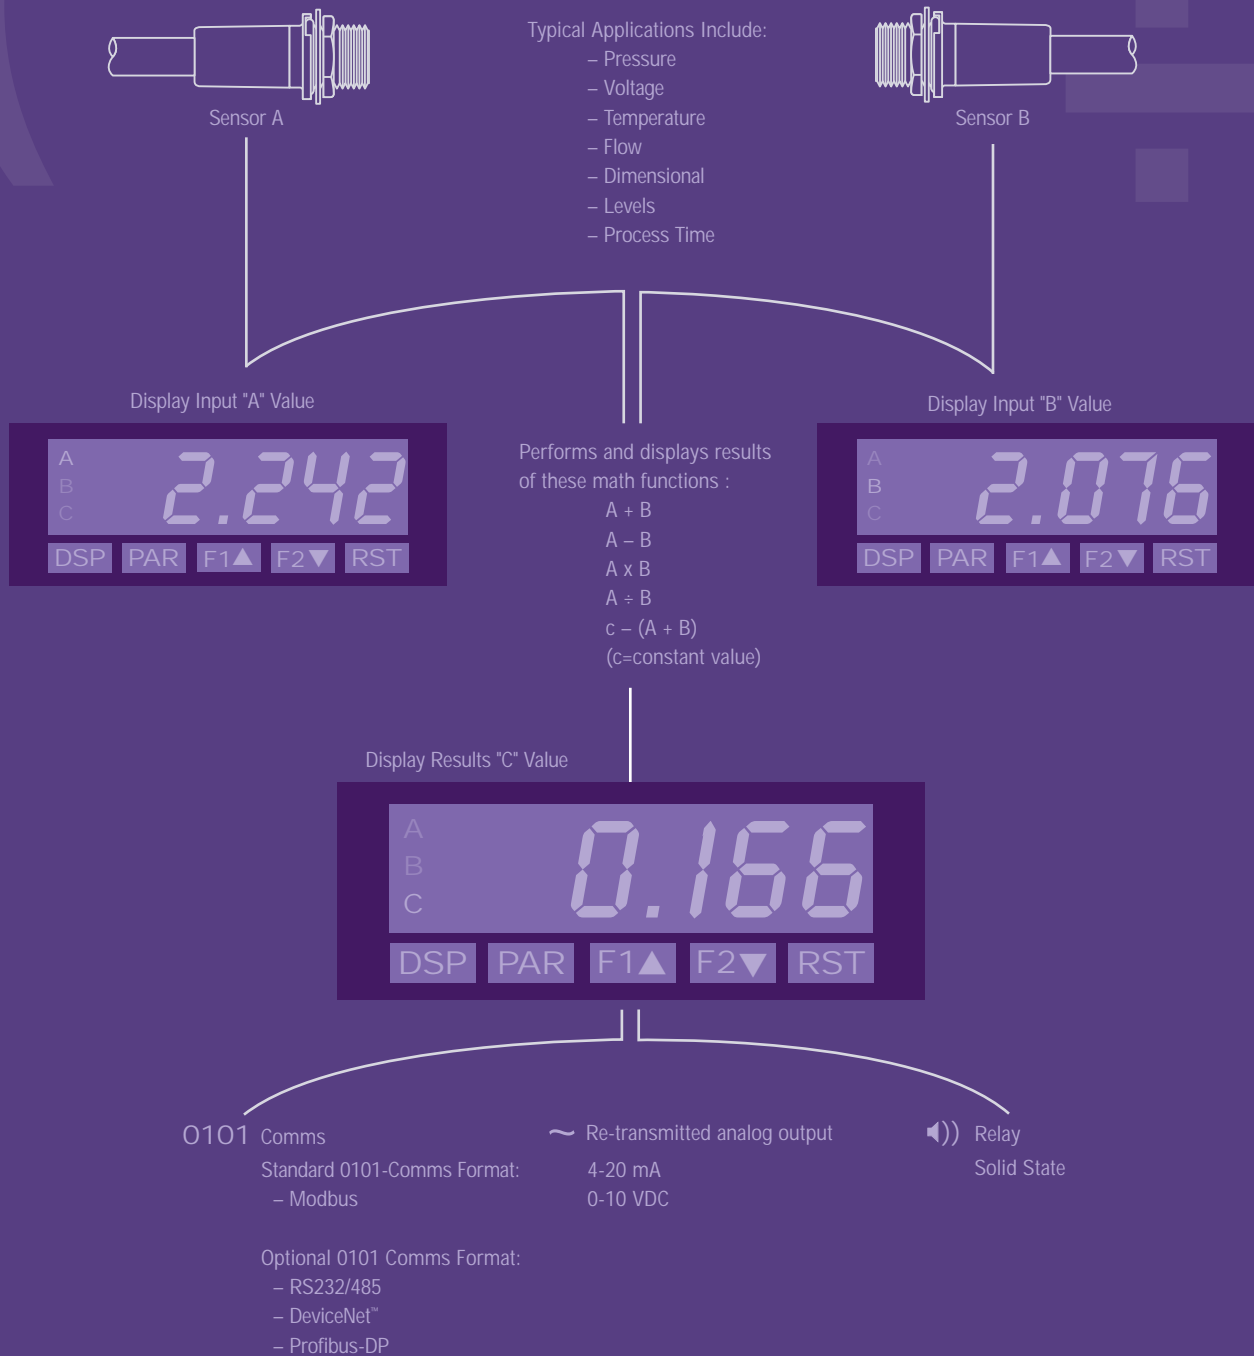 Typical Applications Include:
– Pressure
– Voltage
– Temperature
– Flow
– Dimensional
– Levels
– Process Time
Sensor A
Sensor B
Display Input "A" Value
A
B
C
2.242
DSP PAR F1▲ F2▼ RST
Performs and displays results
of these math functions :
A + B
A – B
A x B
A ÷ B
c – (A + B)
(c=constant value)
Display Input "B" Value
A
B
C
2.076
DSP PAR F1▲ F2▼ RST
Display Results "C" Value
A
B
C
0.166
DSP PAR F1▲ F2▼ RST
0101 Comms
Standard 0101-Comms Format:
– Modbus
Optional 0101 Comms Format:
– RS232/485
– DeviceNet™
– Profibus-DP
~ Re-transmitted analog output
4-20 mA
0-10 VDC
Relay
Solid State